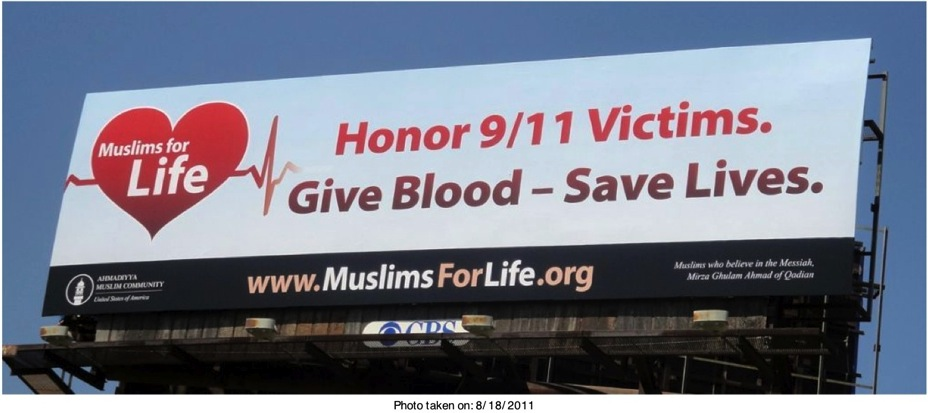 Muslims for
Life
Honor 9/11 Victims.
Give Blood – Save Lives.
AHMADIYYA
MUSLIM COMMUNITY
United States of America
www.MuslimsForLife.org
Muslims who believe in the Messiah,
Mirza Ghulam Ahmad of Qadian
CBS
Photo taken on: 8/18/2011